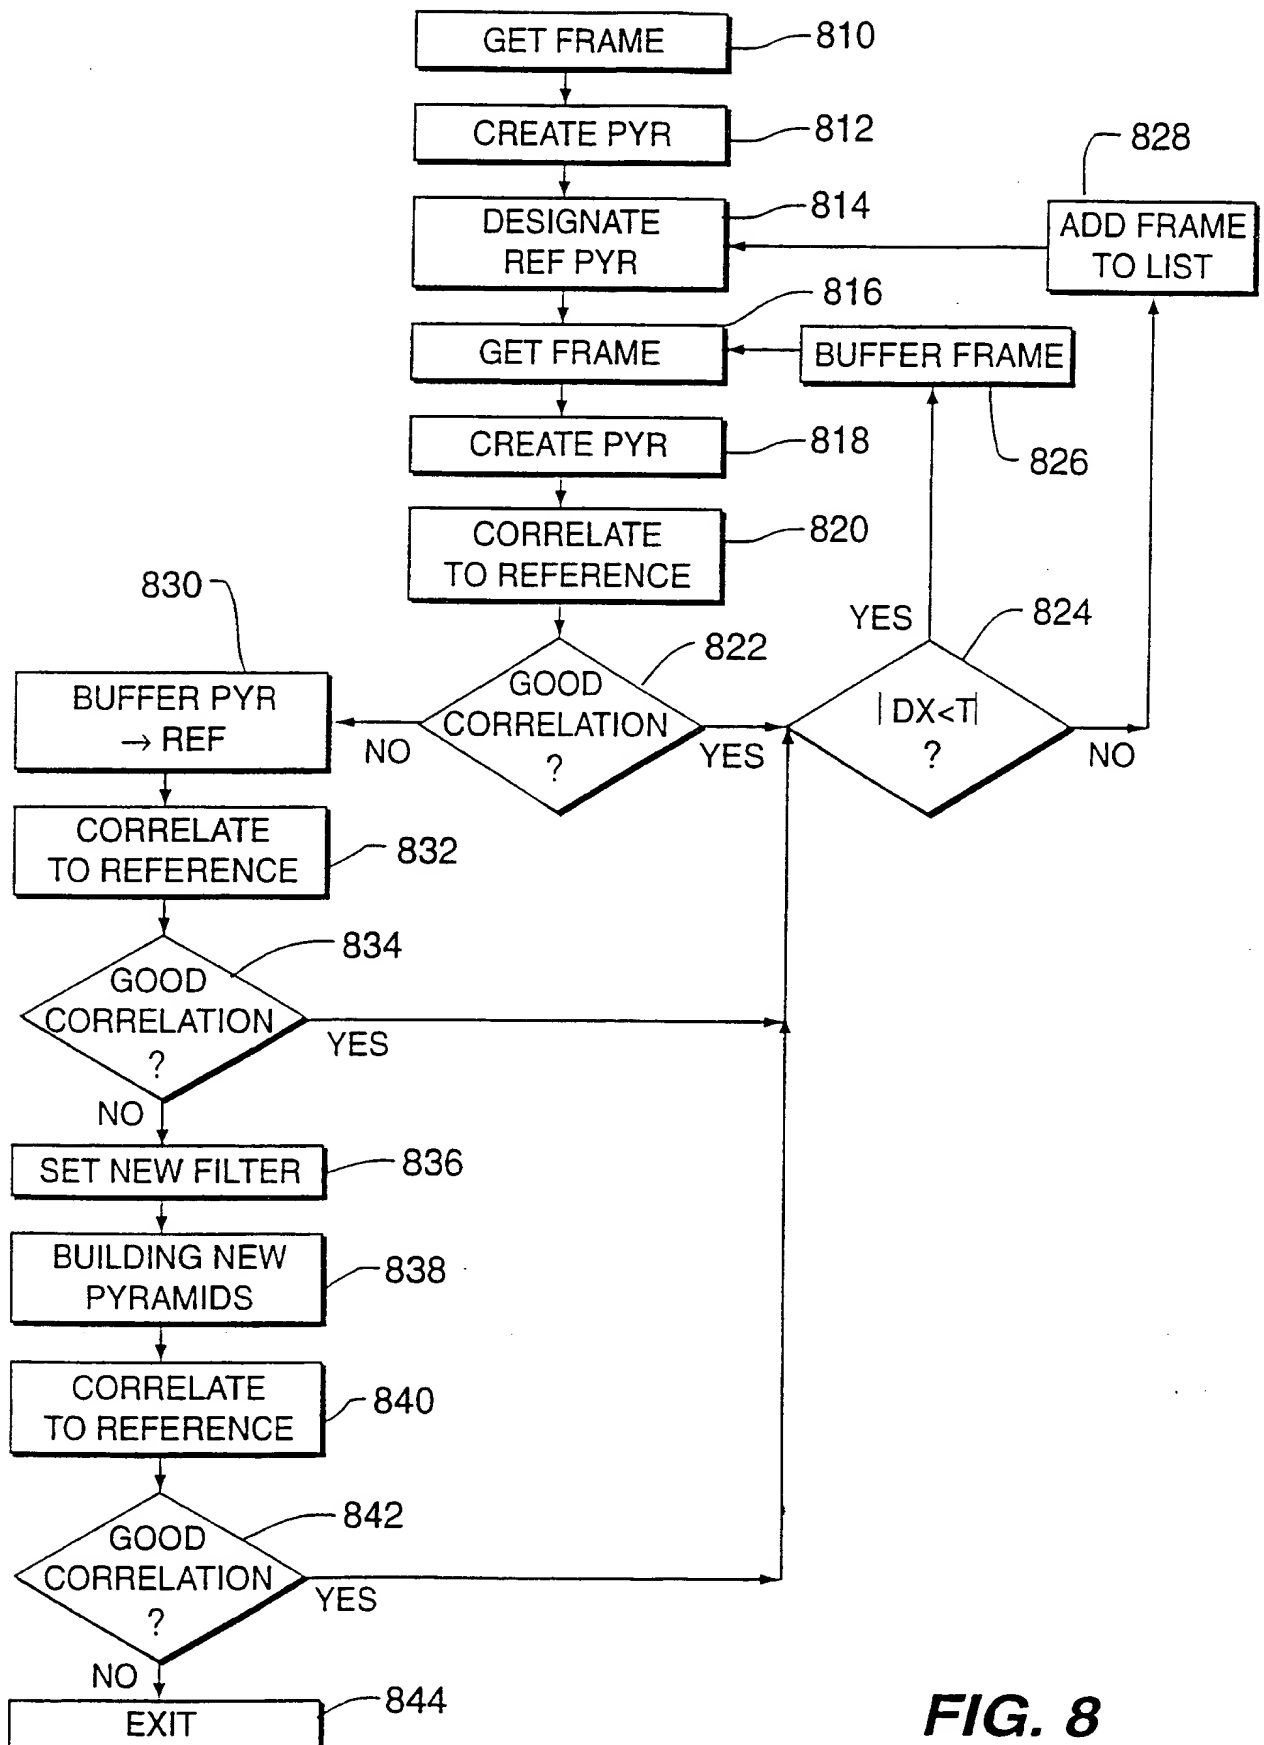 GET FRAME
810
CREATE PYR
812
828
DESIGNATE
REF PYR
814
ADD FRAME
TO LIST
816
GET FRAME
BUFFER FRAME
CREATE PYR
818
826
CORRELATE
TO REFERENCE
820
830
YES
824
822
BUFFER PYR
→ REF
NO
GOOD
CORRELATION
?
YES
|DX<T|
?
NO
CORRELATE
TO REFERENCE
832
834
GOOD
CORRELATION
?
YES
NO
SET NEW FILTER
836
BUILDING NEW
PYRAMIDS
838
CORRELATE
TO REFERENCE
840
842
GOOD
CORRELATION
?
YES
NO
EXIT
844
FIG. 8